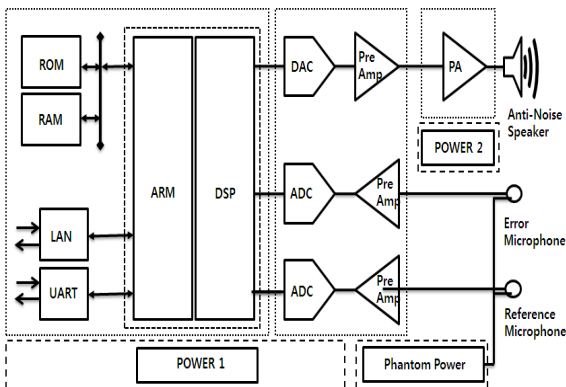 ROM
RAM
LAN
UART
ARM
DSP
DAC
Pre
Amp
PA
Anti-Noise
Speaker
POWER 2
ADC
Pre
Amp
Error
Microphone
ADC
Pre
Amp
Reference
Microphone
POWER 1
Phantom Power